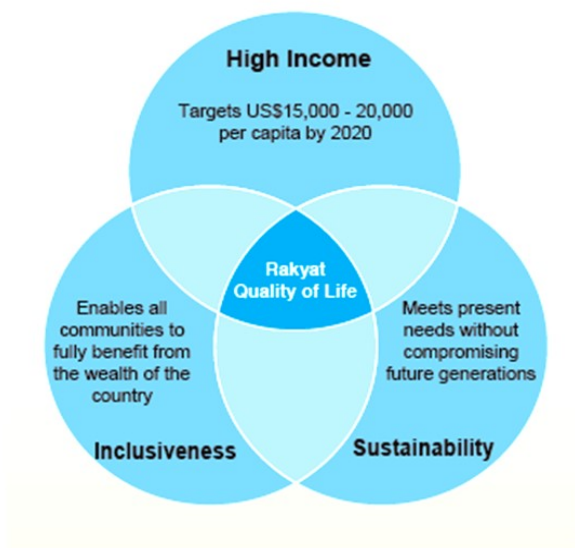 High Income
Targets US$15,000 - 20,000
per capita by 2020
Rakyat
Quality of Life
Enables all
communities to
fully benefit from
the wealth of the
country
Inclusiveness
Meets present
needs without
compromising
future generations
Sustainability